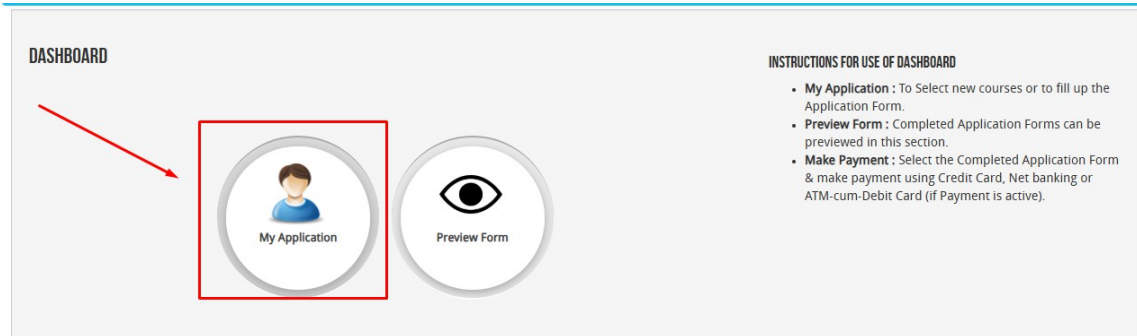 DASHBOARD
My Application
Preview Form
INSTRUCTIONS FOR USE OF DASHBOARD
• My Application : To Select new courses or to fill up the
Application Form.
• Preview Form : Completed Application Forms can be
previewed in this section.
• Make Payment : Select the Completed Application Form
& make payment using Credit Card, Net banking or
ATM-cum-Debit Card (if Payment is active).